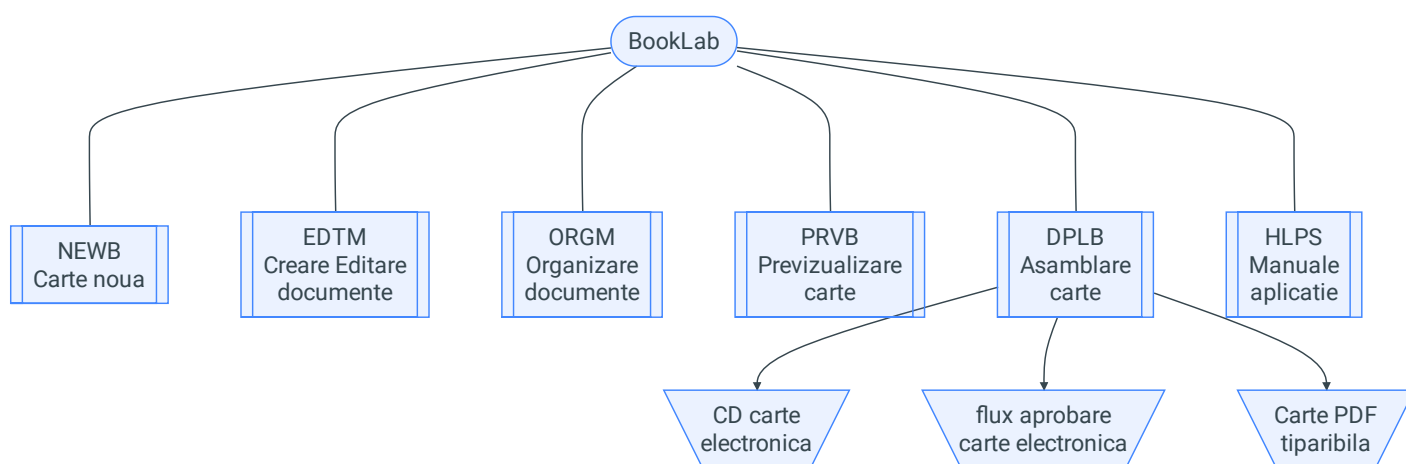 BookLab
NEWB
Carte noua
EDTM
Creare Editare
documente
ORGM
Organizare
documente
PRVB
Previzualizare
carte
DPLB
Asamblare
carte
HLPS
Manuale
aplicatie
CD carte
electronica
flux aprobare
carte electronica
Carte PDF
tiparibila